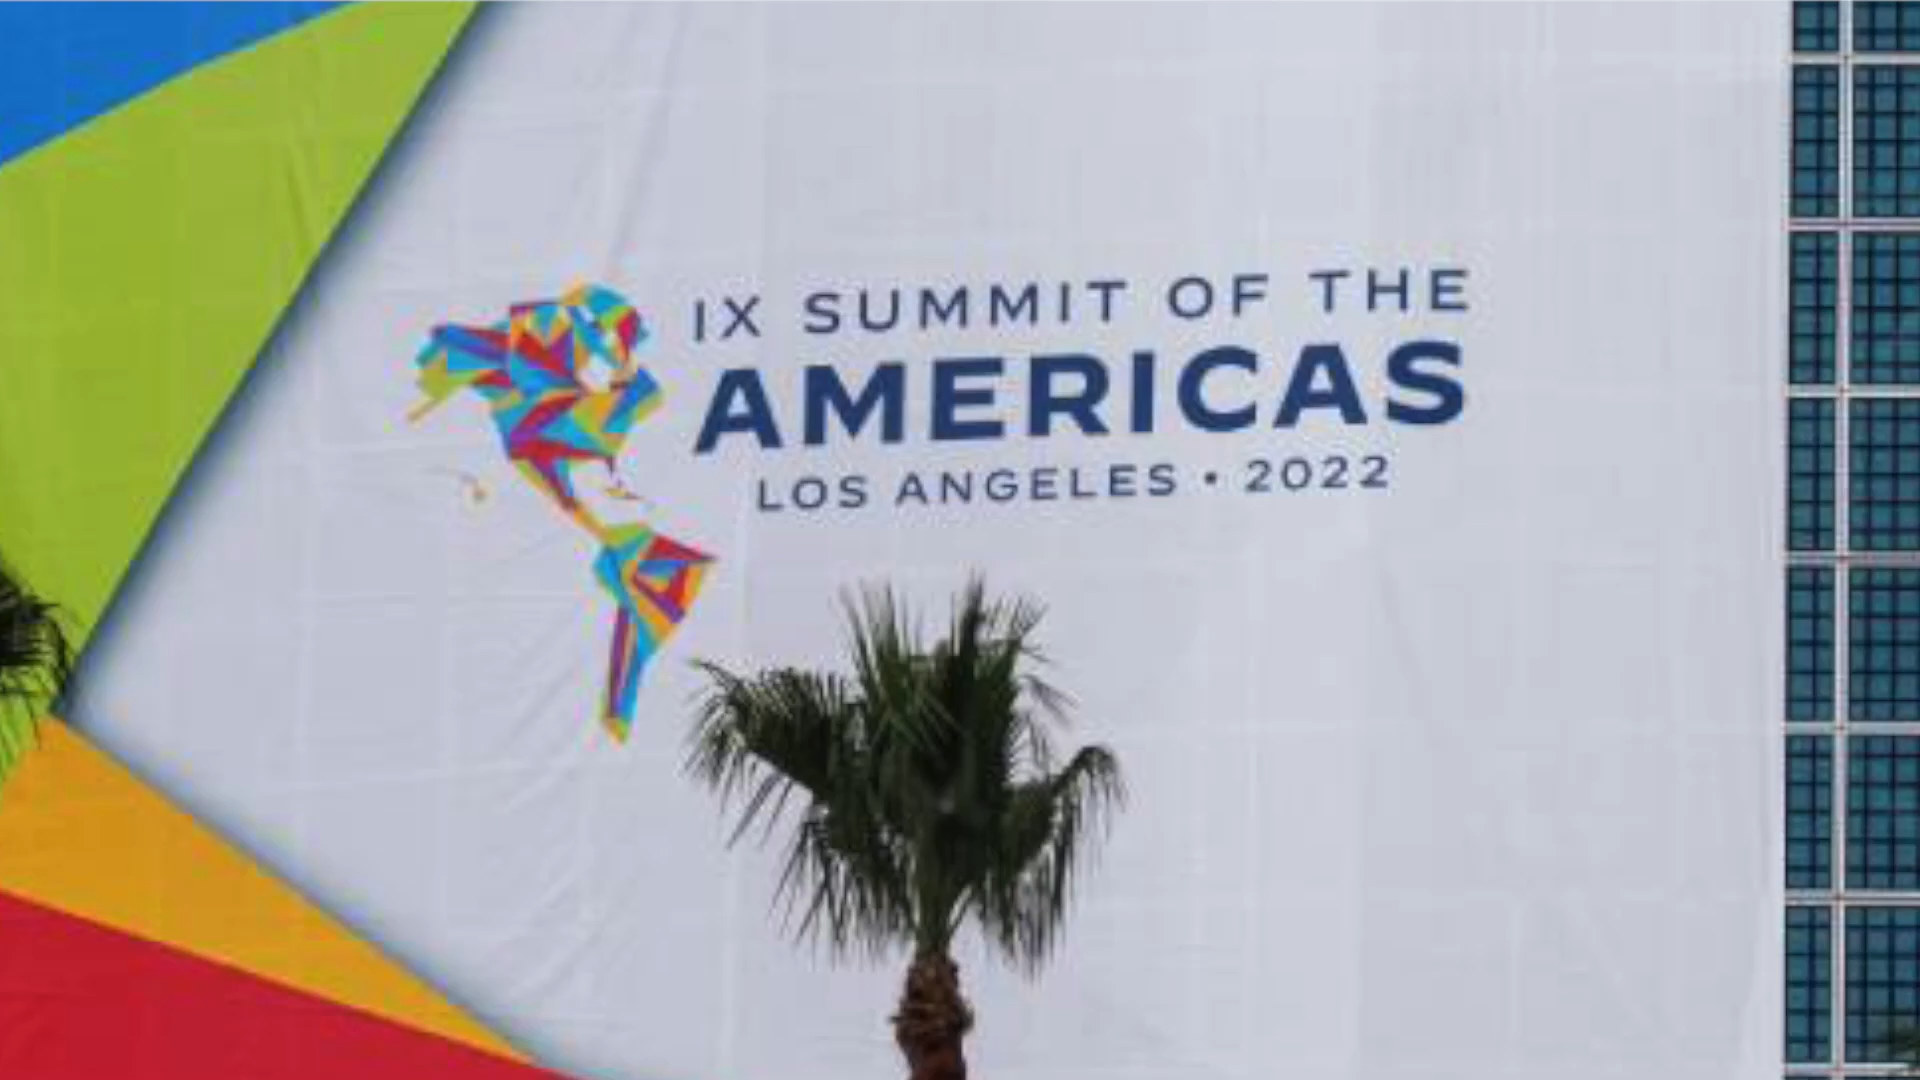 IX SUMMIT OF THE
AMERICAS
LOS ANGELES • 2022